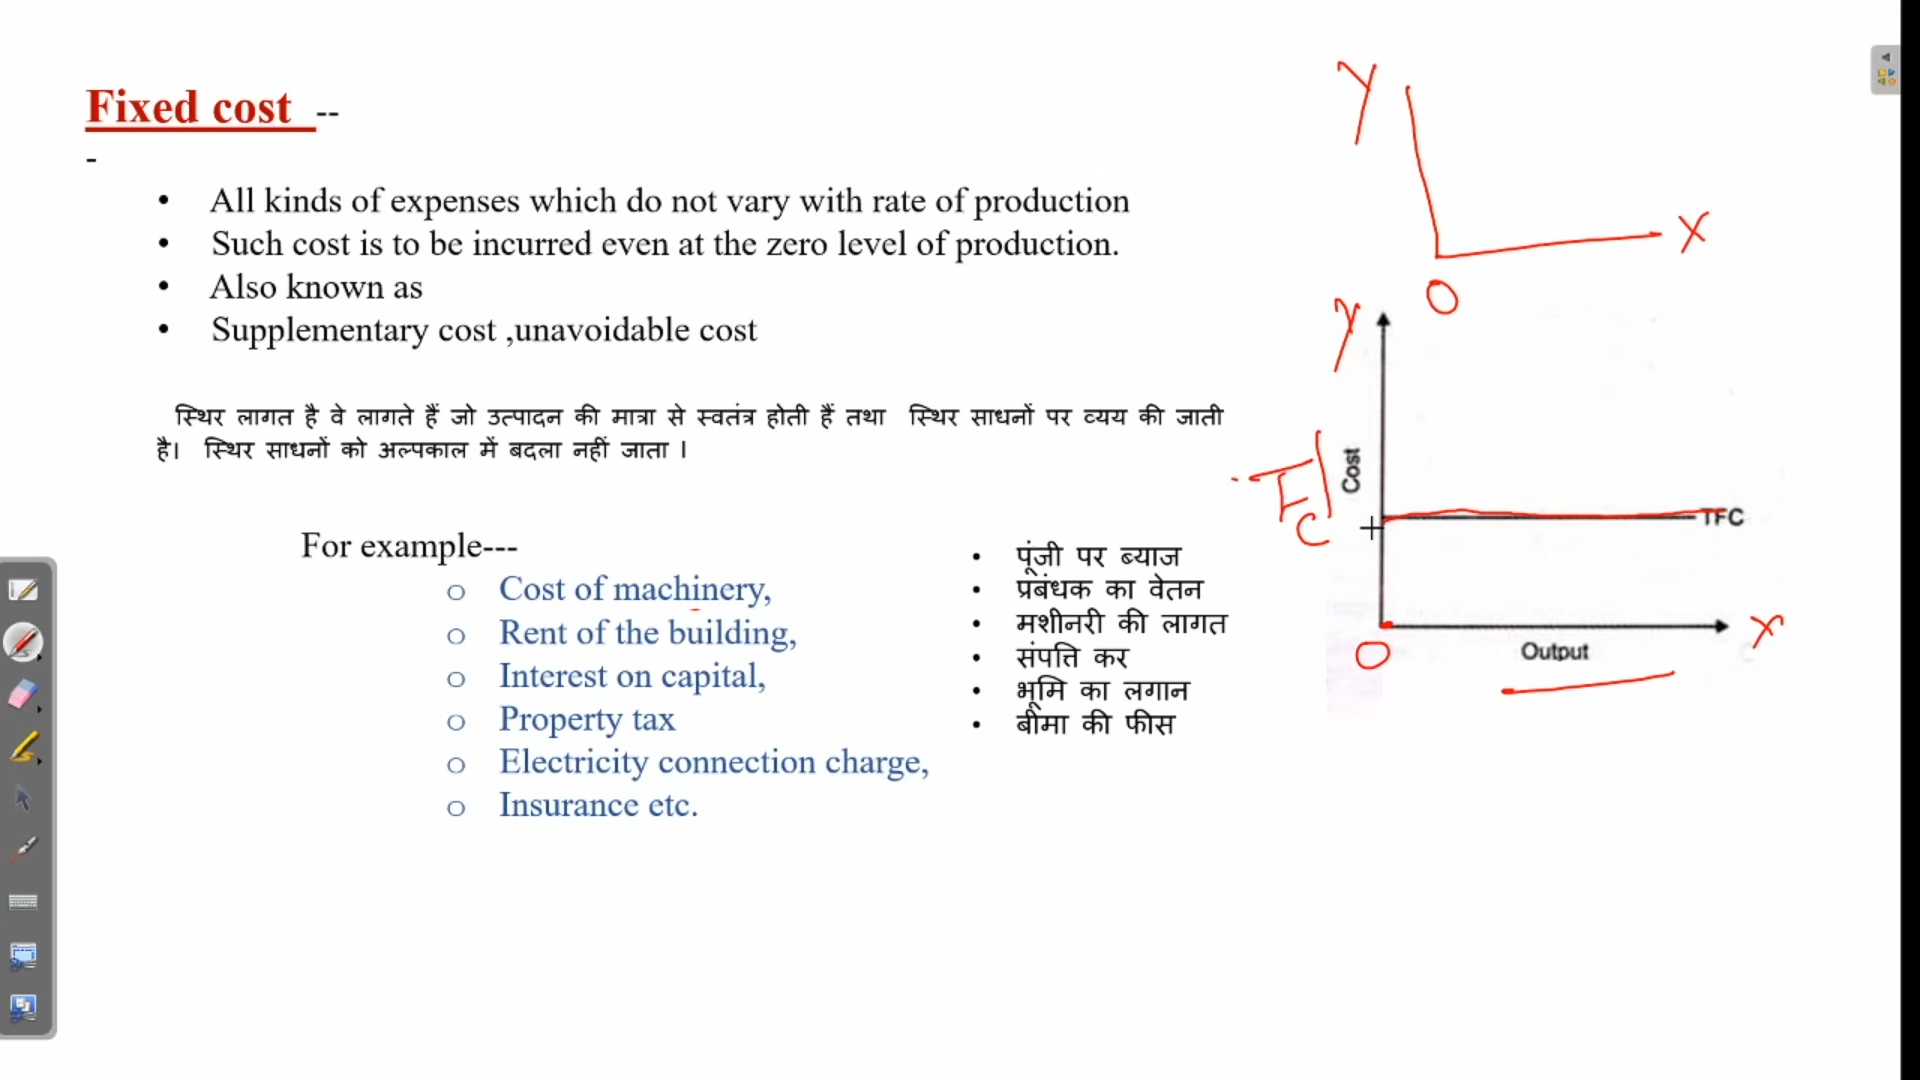 Fixed cost --
-
• All kinds of expenses which do not vary with rate of production
• Such cost is to be incurred even at the zero level of production.
• Also known as
• Supplementary cost ,unavoidable cost
स्थिर लागत है वे लागते हैं जो उत्पादन की मात्रा से स्वतंत्र होती हैं तथा स्थिर साधनों पर व्यय की जाती
है। स्थिर साधनों को अल्पकाल में बदला नहीं जाता ।
For example---
o Cost of machinery,
o Rent of the building,
o Interest on capital,
o Property tax
o Electricity connection charge,
o Insurance etc.
• पूंजी पर ब्याज
• प्रबंधक का वेतन
• मशीनरी की लागत
• संपत्ति कर
• भूमि का लगान
• बीमा की फीस
Y
X
O
Y
Cost
TFC
C
X
O
Output